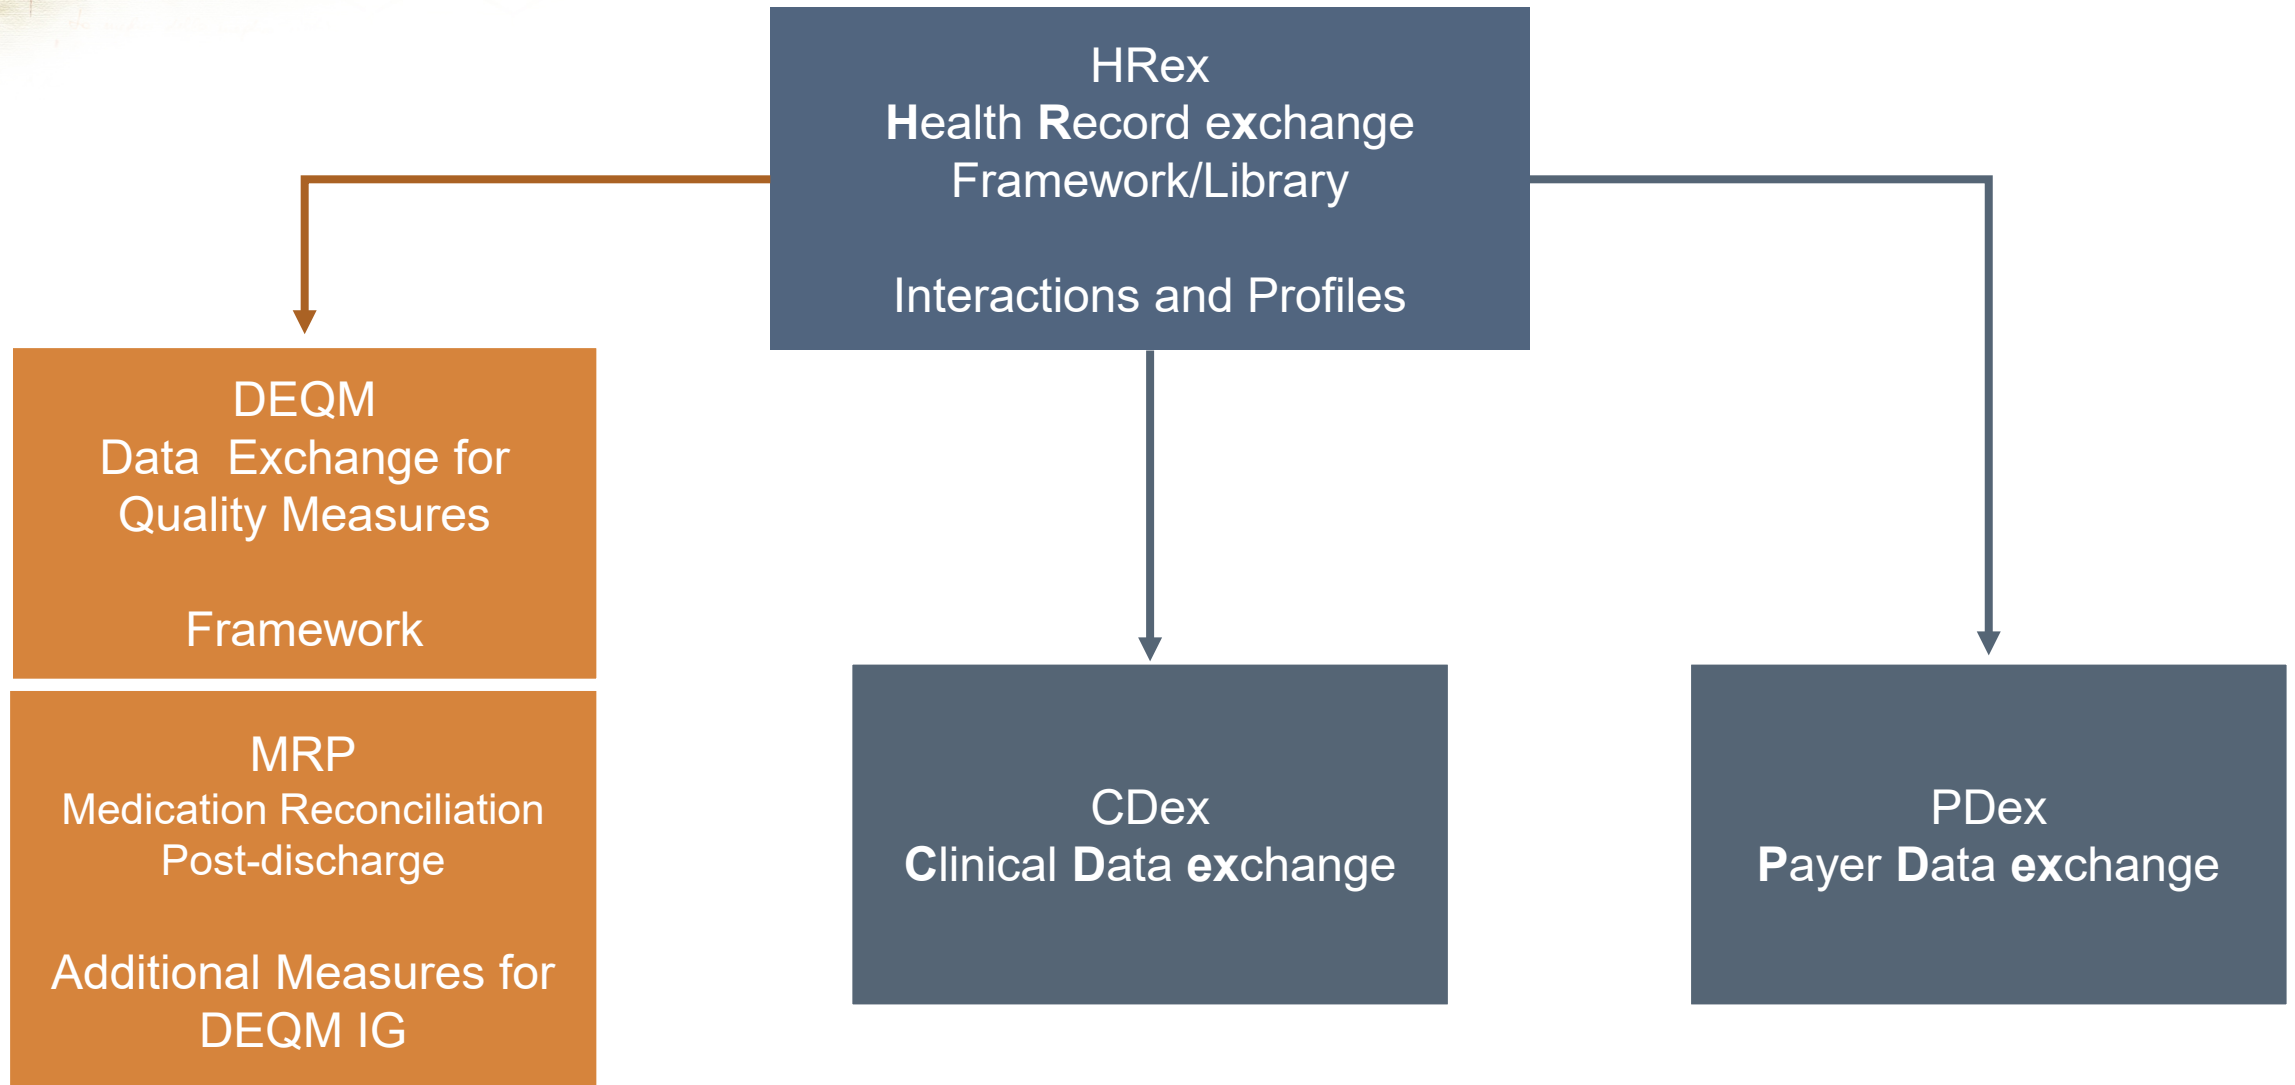 HRex
Health Record exchange
Framework/Library
Interactions and Profiles
DEQM
Data  Exchange for
Quality Measures
Framework
MRP
Medication Reconciliation
Post-discharge
Additional Measures for
DEQM IG
CDex
Clinical Data exchange
PDex
Payer Data exchange